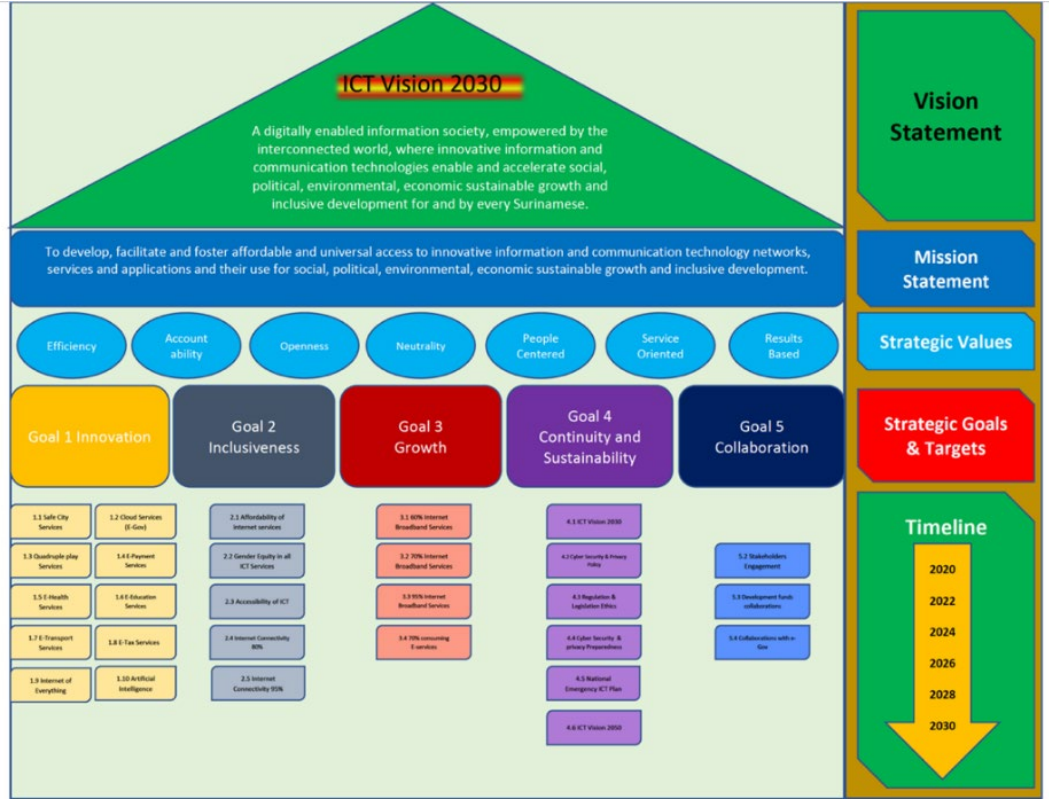 ICT Vision 2030
A digitally enabled information society, empowered by the
interconnected world, where innovative information and
communication technologies enable and accelerate social,
political, environmental, economic sustainable growth and
inclusive development for and by every Surinamese.
Vision
Statement
To develop, facilitate and foster affordable and universal access to innovative information and communication technology networks,
services and applications and their use for social, political, environmental, economic sustainable growth and inclusive development.
Mission
Statement
Efficiency
Account
ability
Openness
Neutrality
People
Centered
Service
Oriented
Results
Based
Strategic Values
Goal 1 Innovation
Goal 2
Inclusiveness
Goal 3
Growth
Goal 4
Continuity and
Sustainability
Goal 5
Collaboration
Strategic Goals
& Targets
1.1 Safe City
Services
1.2 Cloud Services
(E-Gov)
1.3 Quadruple play
Services
1.4 E-Payment
Services
1.5 E-Health
Services
1.6 E-Education
Services
1.7 E-Transport
Services
1.8 E-Tax Services
1.9 Internet of
Everything
1.10 Artificial
Intelligence
2.1 Affordability of
Internet services
2.2 Gender Equity in all
ICT Services
2.3 Accessibility of ICT
2.4 Internet Connectivity
80%
2.5 Internet
Connectivity 95%
3.1 60% Internet
Broadband Services
3.2 70% Internet
Broadband Services
3.3 95% Internet
Broadband Services
3.4 70% consuming
E-services
4.1 ICT Vision 2030
4.2 Cyber Security & Privacy
Policy
4.3 Regulation &
Legislation Ethics
4.4 Cyber Security &
privacy Preparedness
4.5 National
Emergency ICT Plan
4.6 ICT Vision 2050
5.2 Stakeholders
Engagement
5.3 Development funds
collaborations
5.4 Collaborations with e-
Gov
Timeline
2020
2022
2024
2026
2028
2030